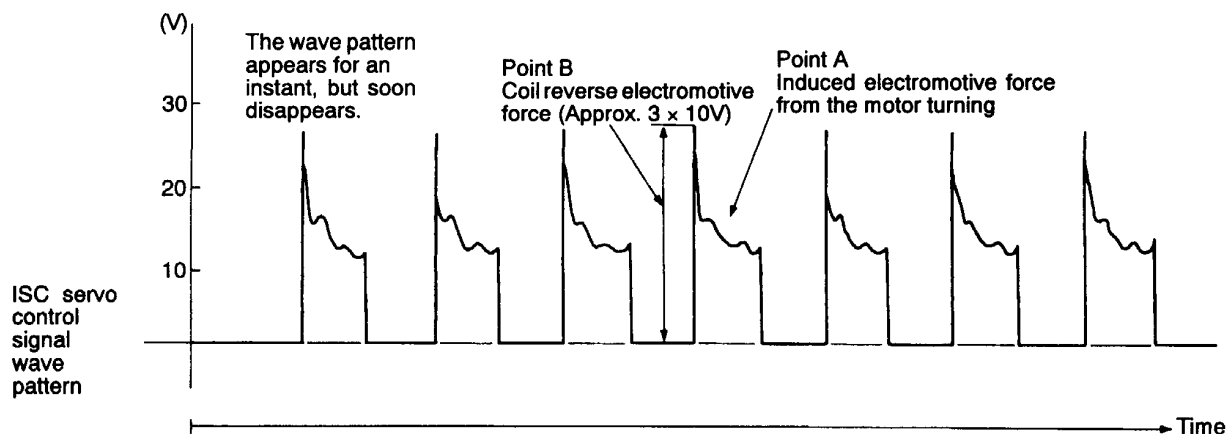 (V)
The wave pattern
appears for an
instant, but soon
disappears.
Point B
Coil reverse electromotive
force (Approx. 3 × 10V)
Point A
Induced electromotive force
from the motor turning
30
20
10
ISC servo
control
signal
wave
pattern
Time